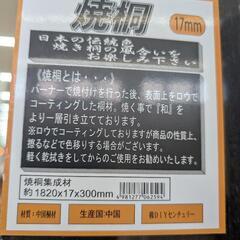 焼桐
17mm
日本の伝統色
焼き桐の風合いを
お楽しみ下さい
《焼桐とは・・・》
バーナーで焼付けを行った後、表面上をロウで
コーティングした桐材。焼く事で『和』を
より一層引き立てております。
※ロウでコーティングしておりますが商品の性質上、
擦るなどで色移りする場合がございます。
軽く乾拭きをしてからのご使用をお勧めいたします。
焼桐集成材
約1820x17x300mm
4981277062594
材質：中国桐材
生産国:中国
㈱DIYセンチュリー